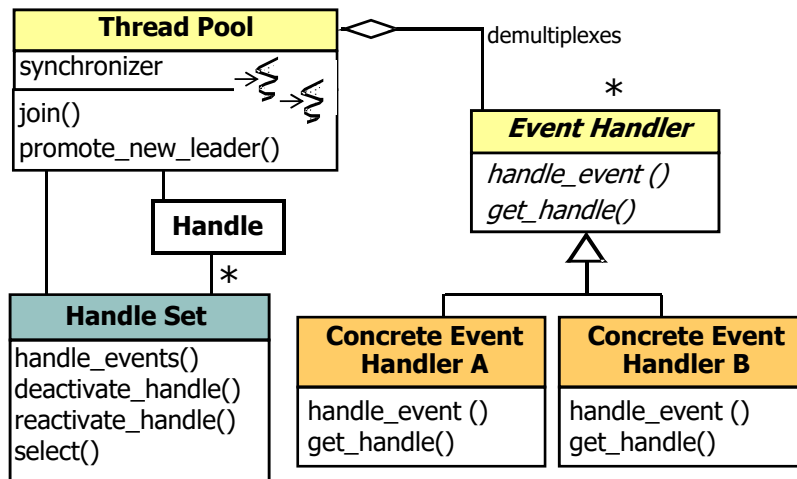 Thread Pool
synchronizer
join()
promote_new_leader()
demultiplexes
*
Event Handler
handle_event ()
get_handle()
Handle
*
Handle Set
handle_events()
deactivate_handle()
reactivate_handle()
select()
Concrete Event
Handler A
handle_event ()
get_handle()
Concrete Event
Handler B
handle_event ()
get_handle()